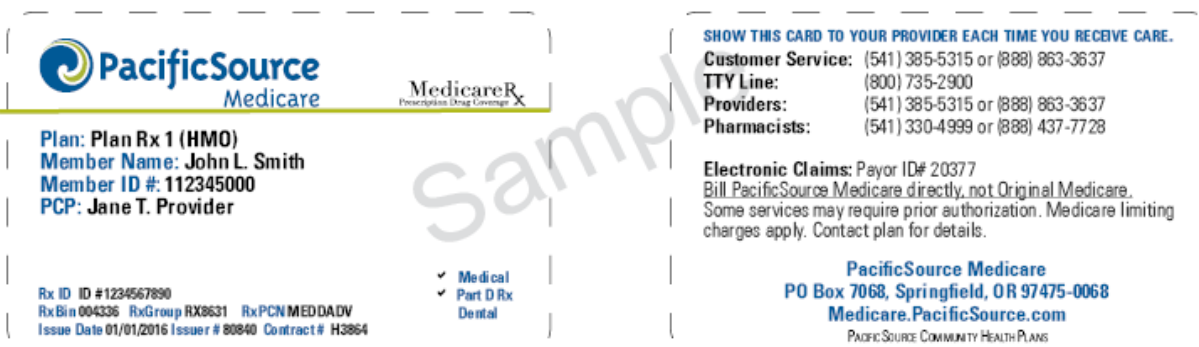 PacificSource
Medicare
MedicareRx
Prescription Drug Coverage
Plan: Plan Rx 1 (HMO)
Member Name: John L. Smith
Member ID #: 112345000
PCP: Jane T. Provider
Medical
Part D Rx
Dental
Rx ID ID #1234567890
RxBin 004336 RxGroup RX8631 RxPCN MEDDADV
Issue Date 01/01/2016 Issuer # 80840 Contract # H3864
Sample
SHOW THIS CARD TO YOUR PROVIDER EACH TIME YOU RECEIVE CARE.
Customer Service: (541) 385-5315 or (888) 863-3637
TTY Line: (800) 735-2900
Providers: (541) 385-5315 or (888) 863-3637
Pharmacists: (541) 330-4999 or (888) 437-7728
Electronic Claims: Payor ID# 20377
Bill PacificSource Medicare directly, not Original Medicare.
Some services may require prior authorization. Medicare limiting
charges apply. Contact plan for details.
PacificSource Medicare
PO Box 7068, Springfield, OR 97475-0068
Medicare.PacificSource.com
PACIFICSOURCE COMMUNITY HEALTH PLANS